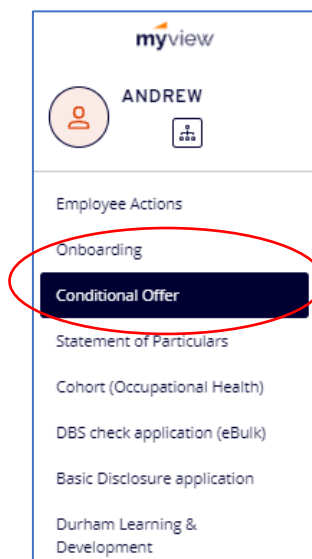 myview
ANDREW
Employee Actions
Onboarding
Conditional Offer
Statement of Particulars
Cohort (Occupational Health)
DBS check application (eBulk)
Basic Disclosure application
Durham Learning &
Development